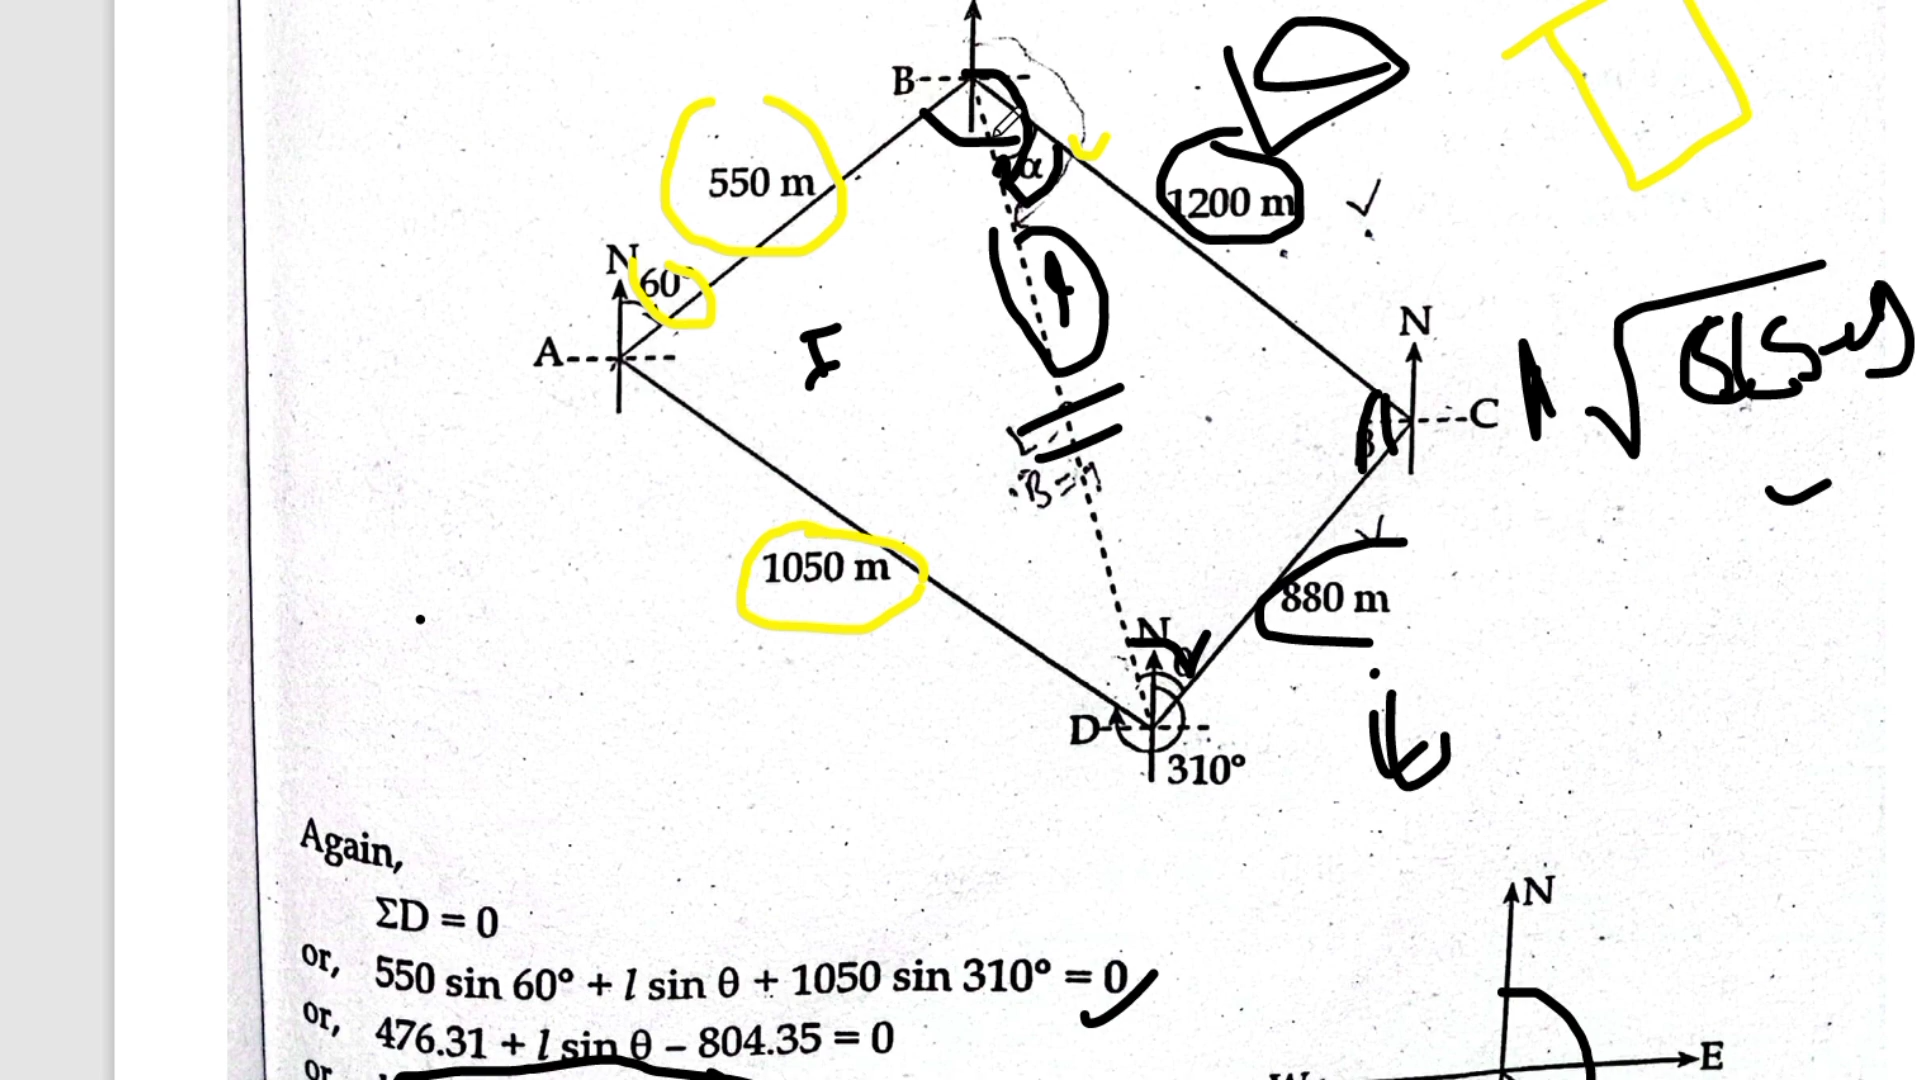 B
550 m
α
1200 m
N
60°
A
I
l
N
C
β
B =
1050 m
880 m
N
D
310°
Again,
ΣD = 0
or, 550 sin 60° + l sin θ + 1050 sin 310° = 0
or, 476.31 + l sin θ – 804.35 = 0
or
N
E